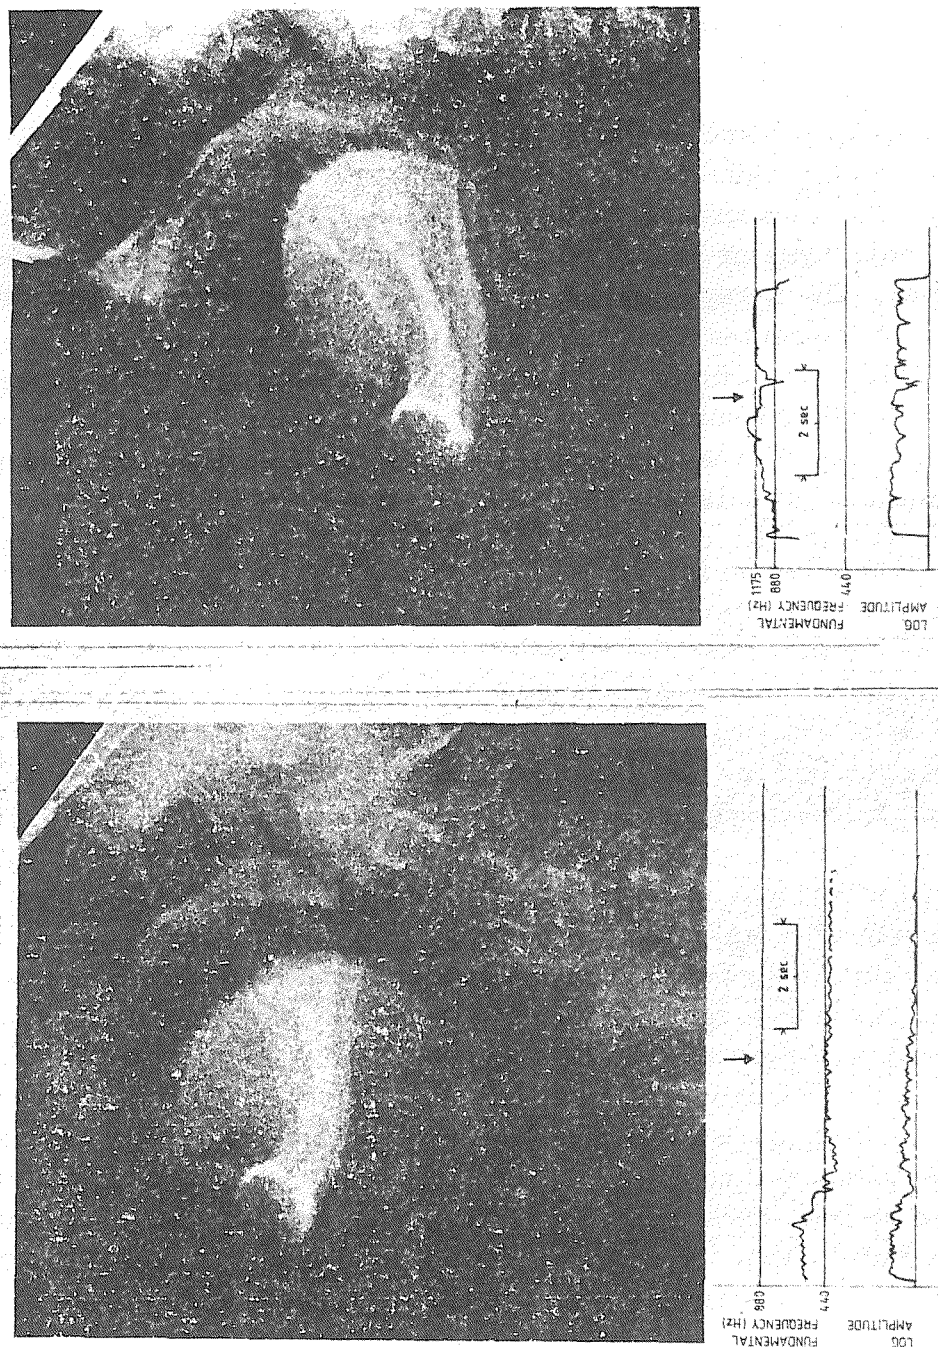 1175
880
440
FUNDAMENTAL
FREQUENCY (Hz)
LOG
AMPLITUDE
2 sec
880
440
FUNDAMENTAL
FREQUENCY (Hz)
LOG
AMPLITUDE
2 sec